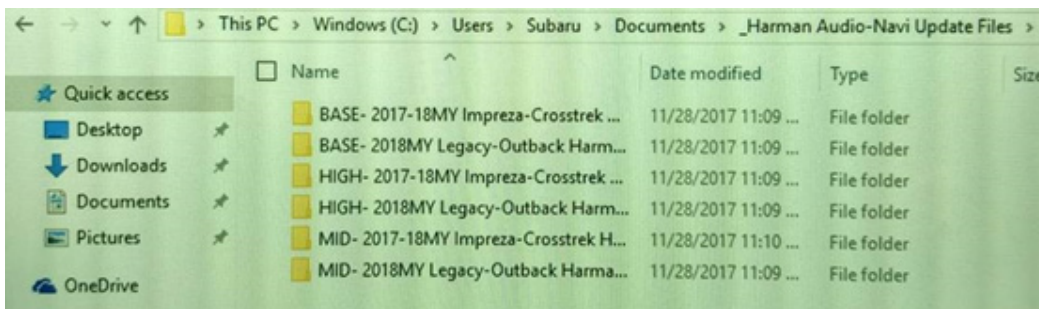 This PC > Windows (C:) > Users > Subaru > Documents > _Harman Audio-Navi Update Files >
Name Date modified Type Size
Quick access
Desktop
Downloads
Documents
Pictures
OneDrive
BASE- 2017-18MY Impreza-Crosstrek ... 11/28/2017 11:09 ... File folder
BASE- 2018MY Legacy-Outback Harm... 11/28/2017 11:09 ... File folder
HIGH- 2017-18MY Impreza-Crosstrek ... 11/28/2017 11:09 ... File folder
HIGH- 2018MY Legacy-Outback Harm... 11/28/2017 11:09 ... File folder
MID- 2017-18MY Impreza-Crosstrek H... 11/28/2017 11:10 ... File folder
MID- 2018MY Legacy-Outback Harma... 11/28/2017 11:09 ... File folder